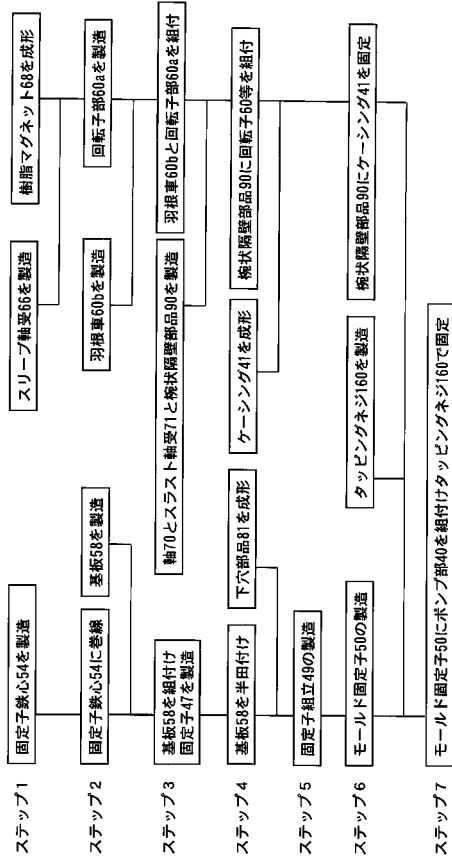 ステップ1
固定子鉄心54を製造
スリーブ軸受66を製造
樹脂マグネット68を成形
ステップ2
固定子鉄心54に巻線
基板58を製造
羽根車60bを製造
回転子部60aを製造
ステップ3
基板58を組付け
固定子47を製造
軸70とスラスト軸受71と椀状隔壁部品90を製造
羽根車60bと回転子部60aを組付
ステップ4
基板58を半田付け
下穴部品81を成形
ケーシング41を成形
椀状隔壁部品90に回転子60等を組付
ステップ5
固定子組立49の製造
ステップ6
モールド固定子50の製造
タッピングネジ160を製造
椀状隔壁部品90にケーシング41を固定
ステップ7
モールド固定子50にポンプ部40を組付けタッピングネジ160で固定